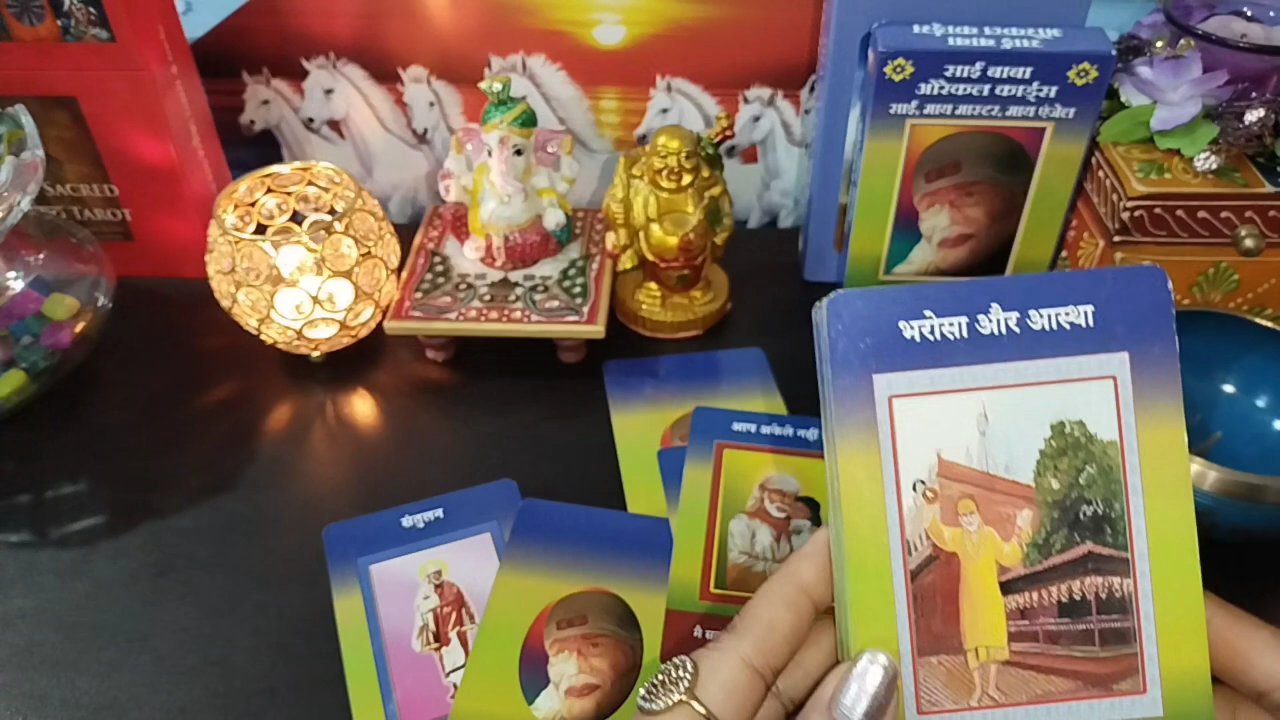 SACRED
TAROT
साईं बाबा
ओरेकल कार्ड्स
साईं, माय मास्टर, माय एंजेल
भरोसा और आस्था
आप अकेले नहीं
संतुलन